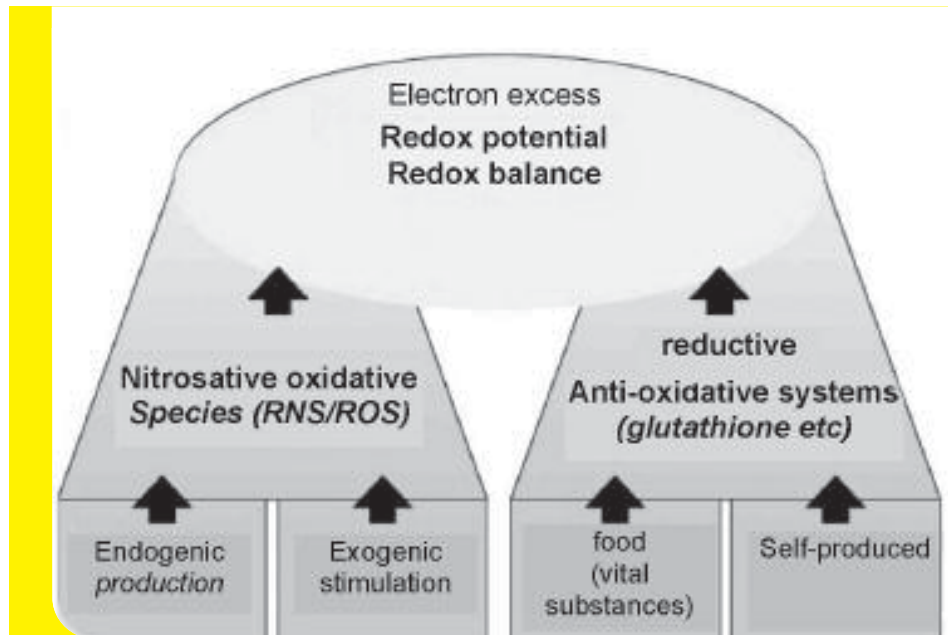 Electron excess
Redox potential
Redox balance
Nitrosative oxidative
Species (RNS/ROS)
reductive
Anti-oxidative systems
(glutathione etc)
Endogenic
production
Exogenic
stimulation
food
(vital
substances)
Self-produced